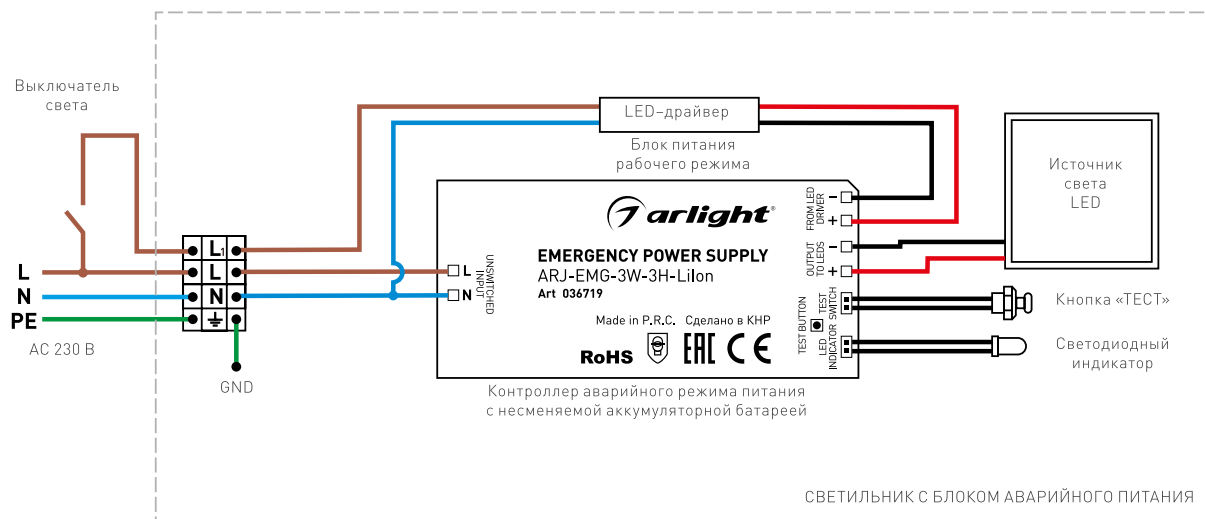 Выключатель
света
L
N
PE
AC 230 В
L1
L
N
GND
LED-драйвер
Блок питания
рабочего режима
UNSWITCHED
INPUT
L
N
arlight®
EMERGENCY POWER SUPPLY
ARJ-EMG-3W-3H-LiIon
Art 036719
Made in P.R.C. Сделано в КНР
RoHS EAC CE
FROM LED
DRIVER
−
+
OUTPUT
TO LEDS
−
+
TEST
SWITCH
TEST BUTTON
LED
INDICATOR
Контроллер аварийного режима питания
с несменяемой аккумуляторной батареей
Источник
света
LED
Кнопка «ТЕСТ»
Светодиодный
индикатор
СВЕТИЛЬНИК С БЛОКОМ АВАРИЙНОГО ПИТАНИЯ